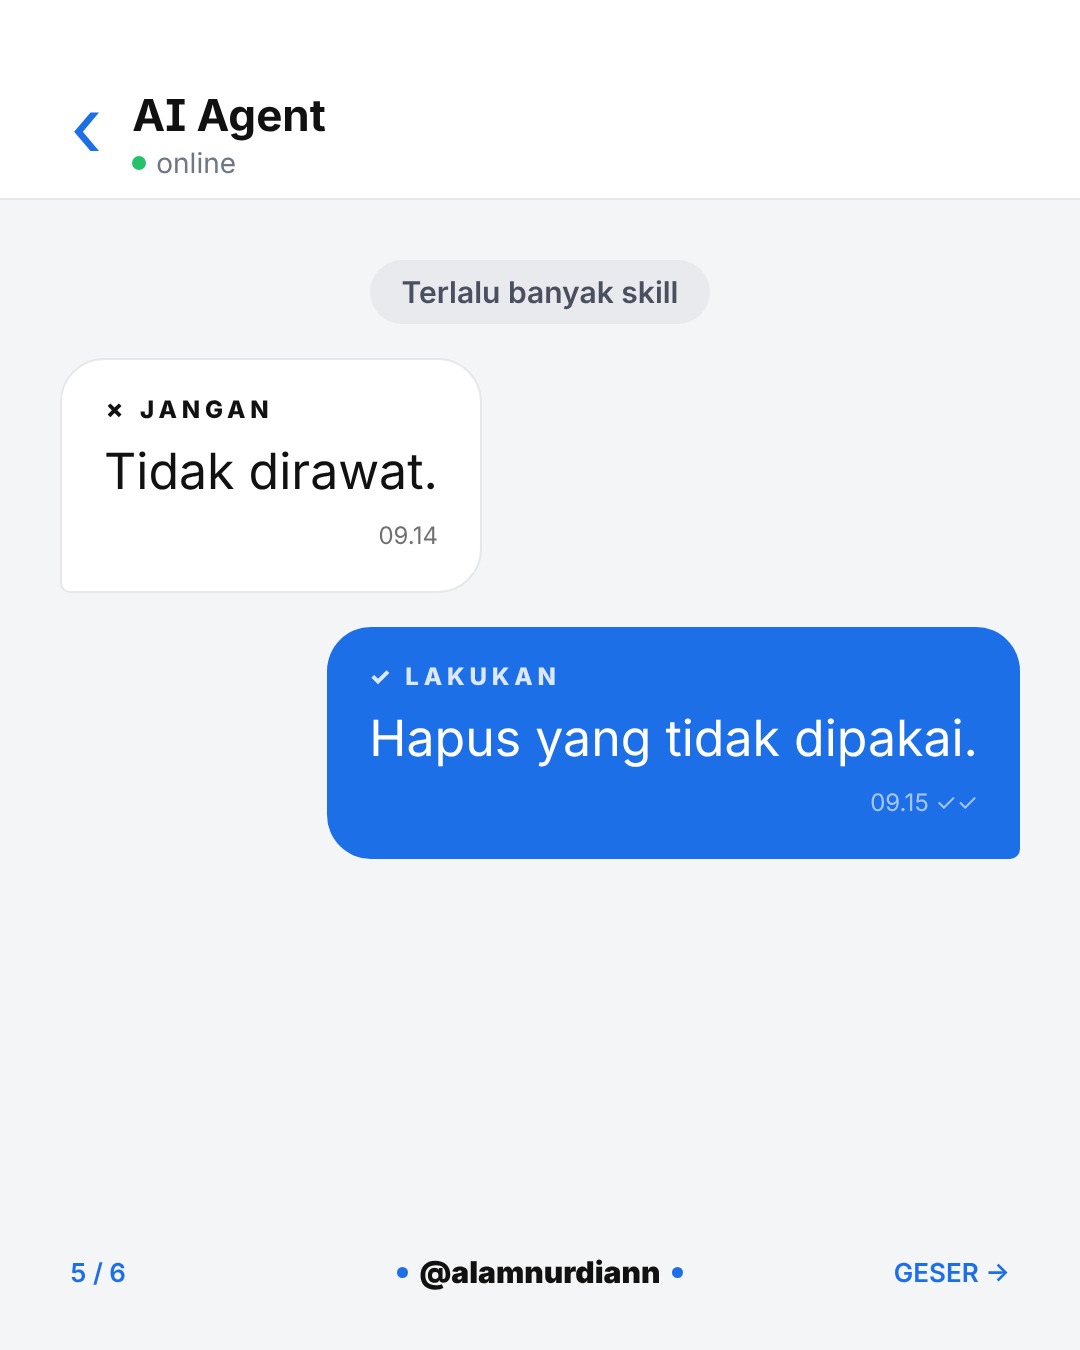 AI Agent
online
Terlalu banyak skill
× JANGAN
Tidak dirawat.
09.14
✓ LAKUKAN
Hapus yang tidak dipakai.
09.15 ✓✓
5 / 6
• @alamnurdiann •
GESER →